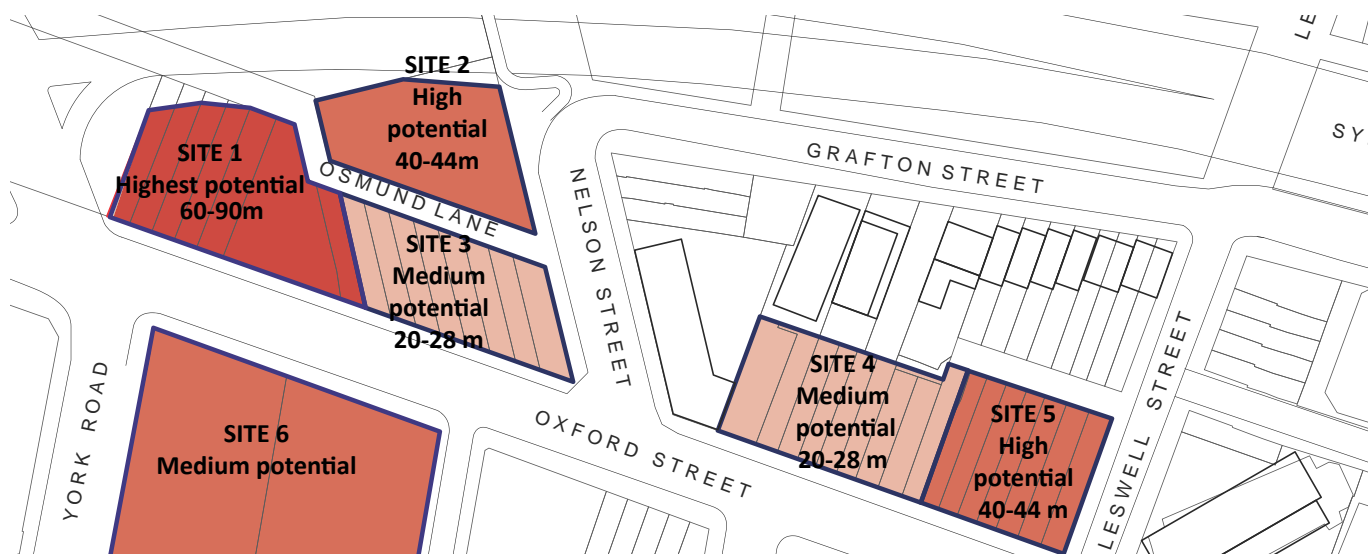 LE
SITE 2
High
potential
40-44m
SY
SITE 1
Highest potential
60-90m
GRAFTON STREET
OSMUND LANE
NELSON STREET
SITE 3
Medium
potential
20-28 m
SITE 4
Medium
potential
20-28 m
SITE 5
High
potential
40-44 m
LESWELL STREET
YORK ROAD
SITE 6
Medium potential
OXFORD STREET